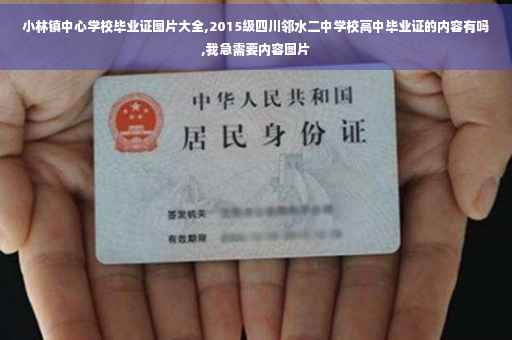 小林镇中心学校毕业证图片大全,2015级四川邻水二中学校高中毕业证的内容有吗
,我急需要内容图片
中华人民共和国
居民身份证
签发机关
有效期限